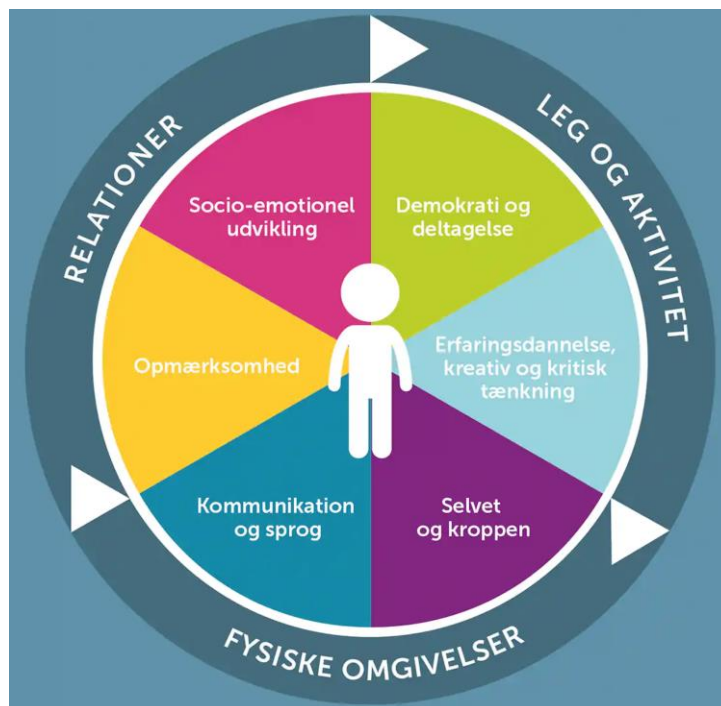 RELATIONER
LEG OG AKTIVITET
Socio-emotionel
udvikling
Demokrati og
deltagelse
Opmærksomhed
Erfaringsdannelse,
kreativ og kritisk
tænkning
Kommunikation
og sprog
Selvet
og kroppen
FYSISKE OMGIVELSER